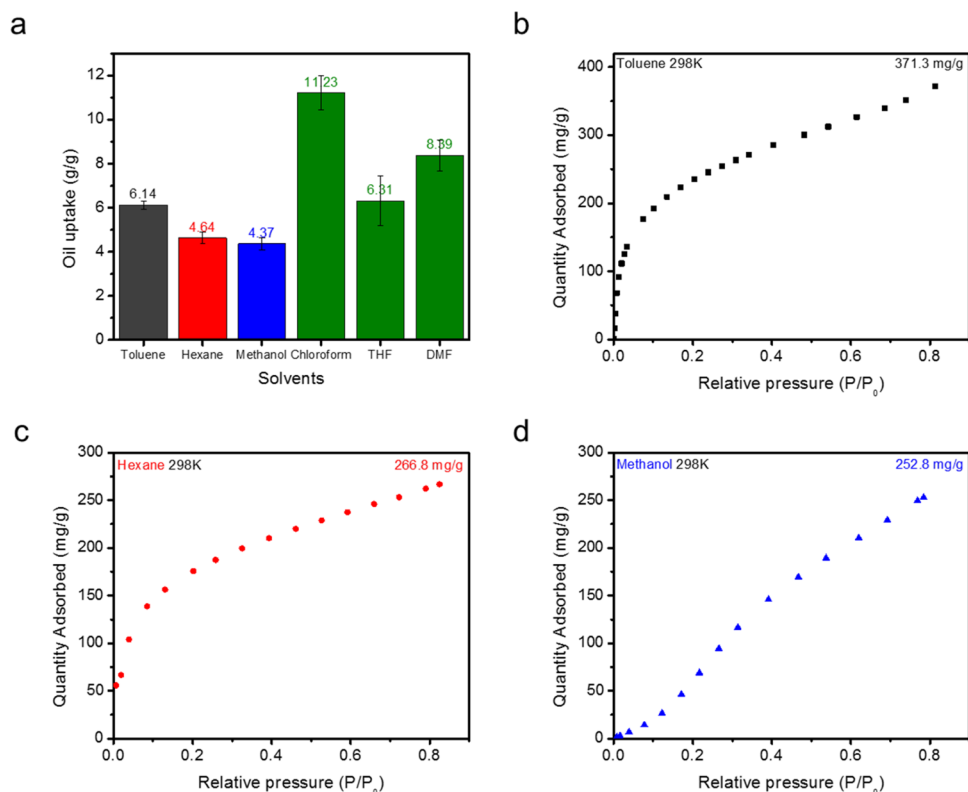 a
Oil uptake (g/g)
12
10
8
6
4
2
0
6.14
4.64
4.37
11.23
6.31
8.39
Toluene Hexane Methanol Chloroform THF DMF
Solvents
b
Toluene 298K 371.3 mg/g
Quantity Adsorbed (mg/g)
400
300
200
100
0
0.0 0.2 0.4 0.6 0.8
Relative pressure (P/P₀)
c
Hexane 298K 266.8 mg/g
Quantity Adsorbed (mg/g)
300
250
200
150
100
50
0
0.0 0.2 0.4 0.6 0.8
Relative pressure (P/P₀)
d
Methanol 298K 252.8 mg/g
Quantity Adsorbed (mg/g)
300
250
200
150
100
50
0
0.0 0.2 0.4 0.6 0.8
Relative pressure (P/P₀)